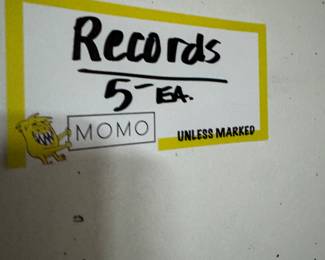 Records
5- EA.
MOMO
UNLESS MARKED